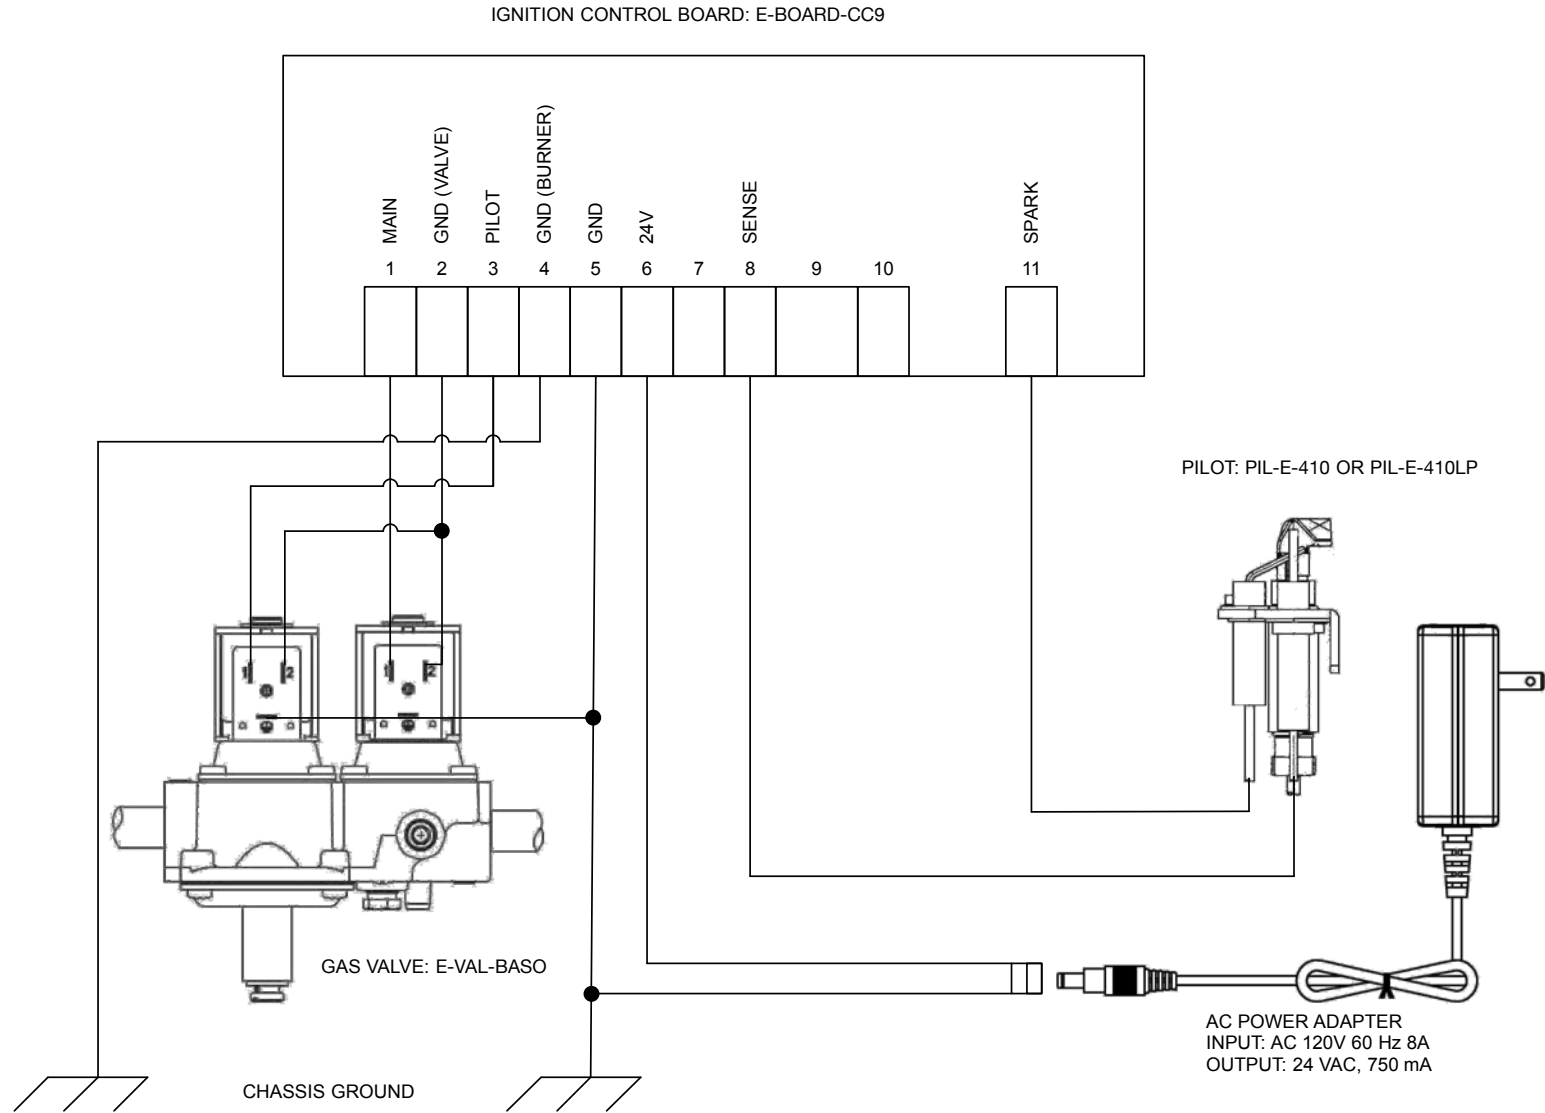 IGNITION CONTROL BOARD: E-BOARD-CC9
MAIN
GND (VALVE)
PILOT
GND (BURNER)
GND
24V
SENSE
SPARK
1 2 3 4 5 6 7 8 9 10 11
PILOT: PIL-E-410 OR PIL-E-410LP
1 2 1 2
GAS VALVE: E-VAL-BASO
AC POWER ADAPTER
INPUT: AC 120V 60 Hz 8A
OUTPUT: 24 VAC, 750 mA
CHASSIS GROUND